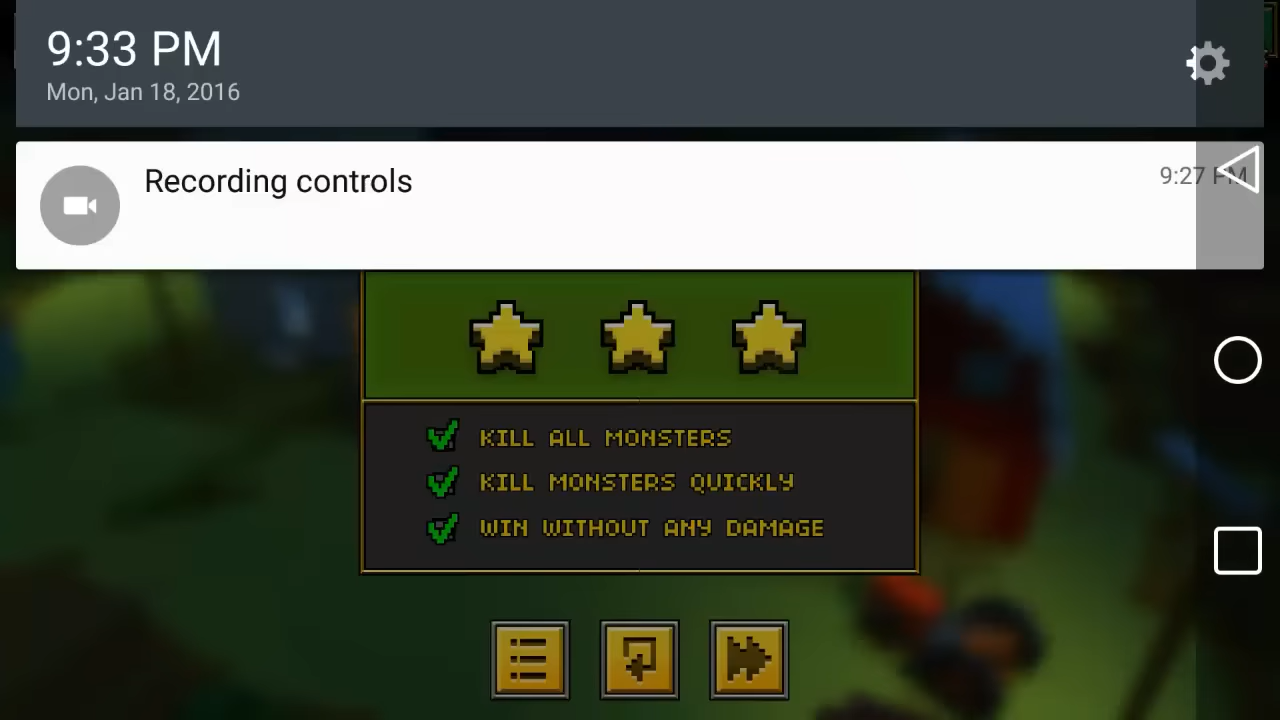 9:33 PM
Mon, Jan 18, 2016
Recording controls
9:27 PM
KILL ALL MONSTERS
KILL MONSTERS QUICKLY
WIN WITHOUT ANY DAMAGE